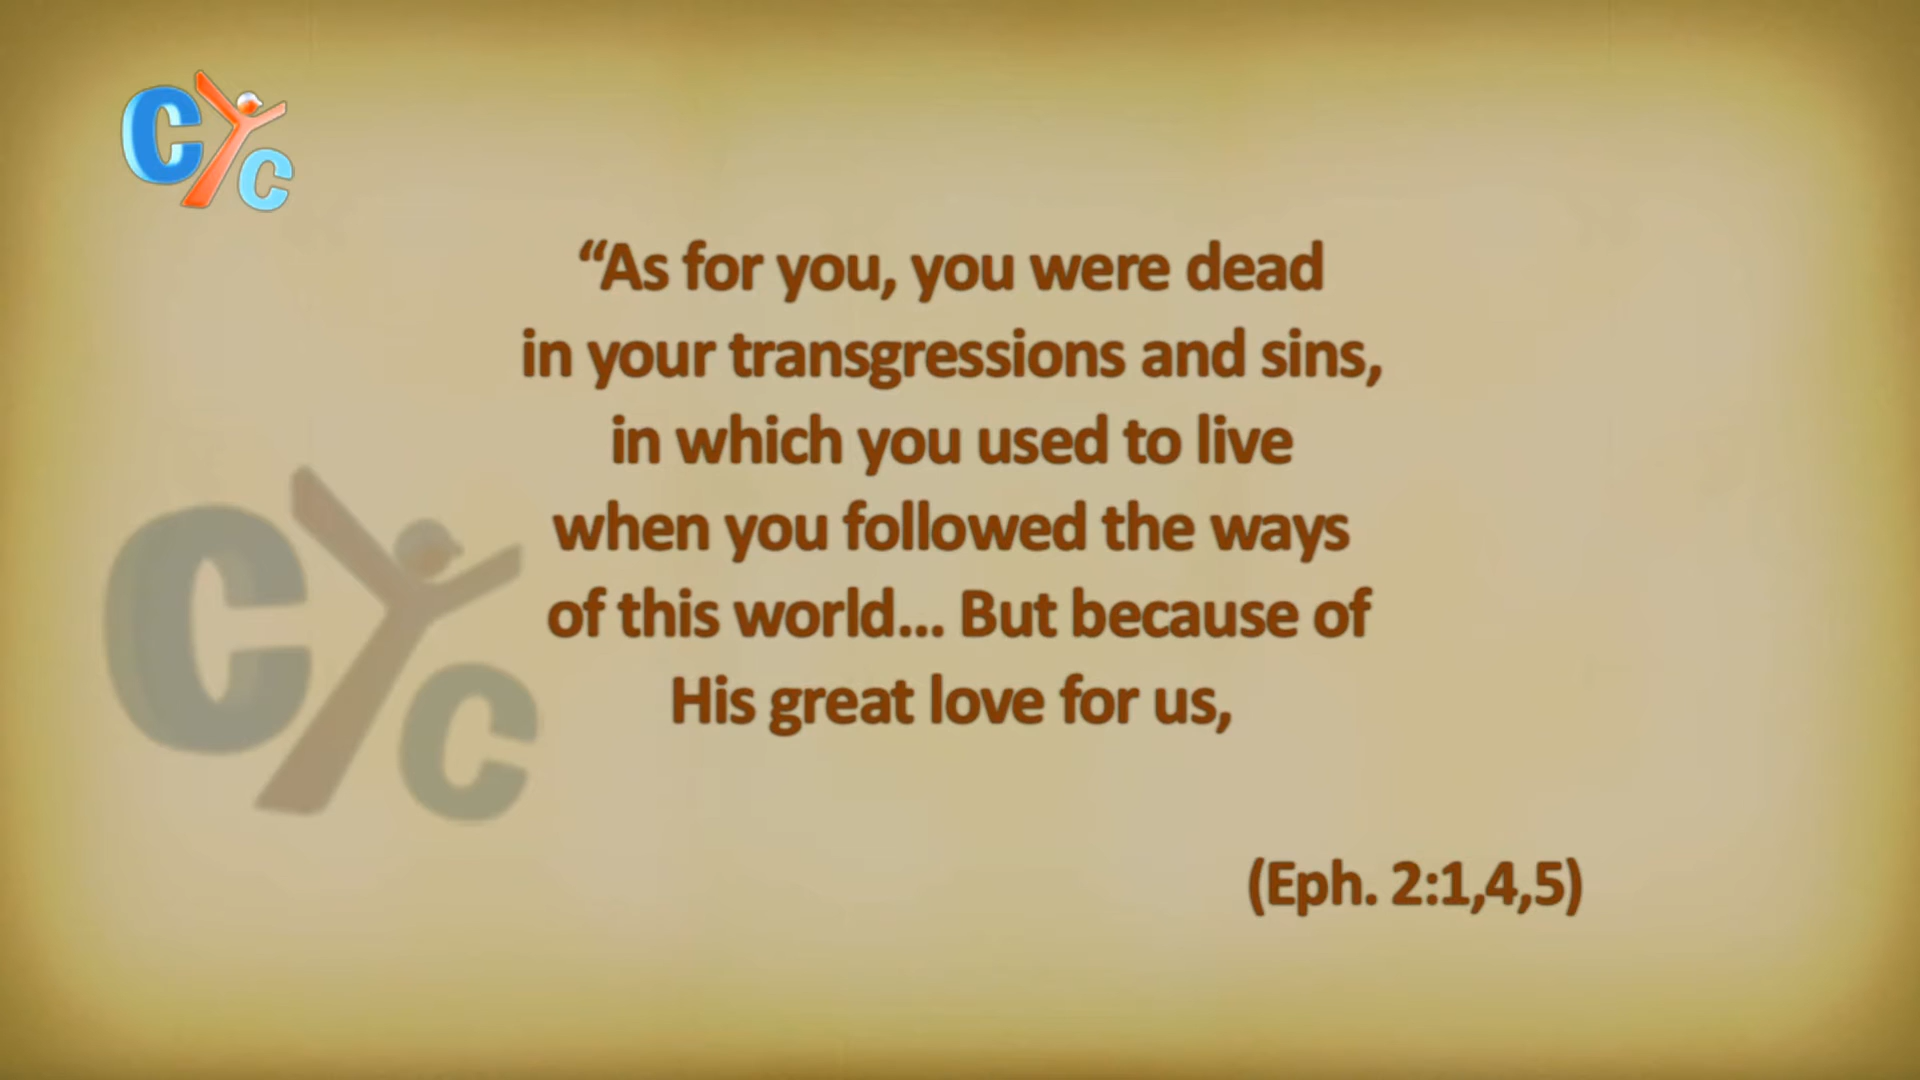 CYC
“As for you, you were dead
in your transgressions and sins,
in which you used to live
when you followed the ways
of this world... But because of
His great love for us,
CYC
(Eph. 2:1,4,5)